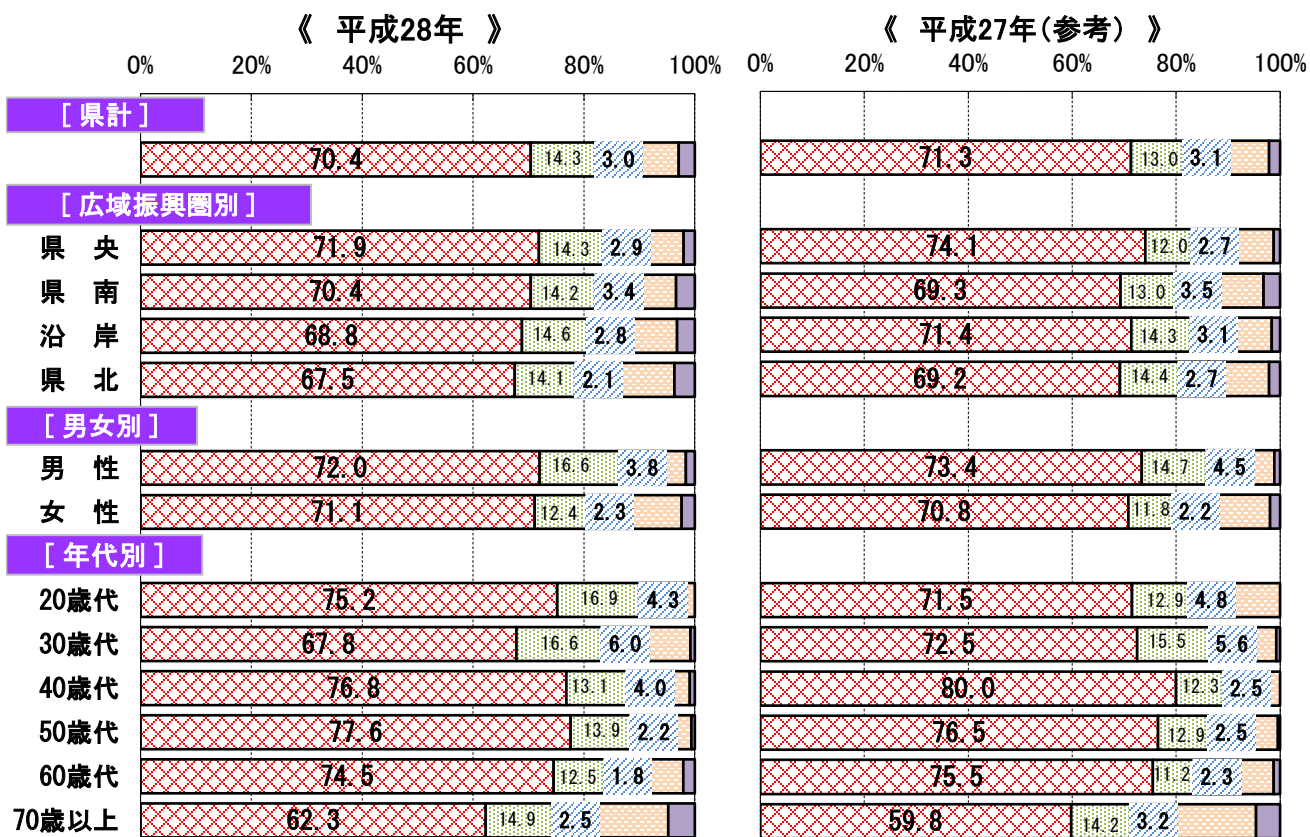 《 平成28年 》 《 平成27年(参考) 》
0% 20% 40% 60% 80% 100% 0% 20% 40% 60% 80% 100%
[ 県計 ]
70.4 14.3 3.0 71.3 13.0 3.1
[ 広域振興圏別 ]
県 央 71.9 14.3 2.9 74.1 12.0 2.7
県 南 70.4 14.2 3.4 69.3 13.0 3.5
沿 岸 68.8 14.6 2.8 71.4 14.3 3.1
県 北 67.5 14.1 2.1 69.2 14.4 2.7
[ 男女別 ]
男 性 72.0 16.6 3.8 73.4 14.7 4.5
女 性 71.1 12.4 2.3 70.8 11.8 2.2
[ 年代別 ]
20歳代 75.2 16.9 4.3 71.5 12.9 4.8
30歳代 67.8 16.6 6.0 72.5 15.5 5.6
40歳代 76.8 13.1 4.0 80.0 12.3 2.5
50歳代 77.6 13.9 2.2 76.5 12.9 2.5
60歳代 74.5 12.5 1.8 75.5 11.2 2.3
70歳以上 62.3 14.9 2.5 59.8 14.2 3.2